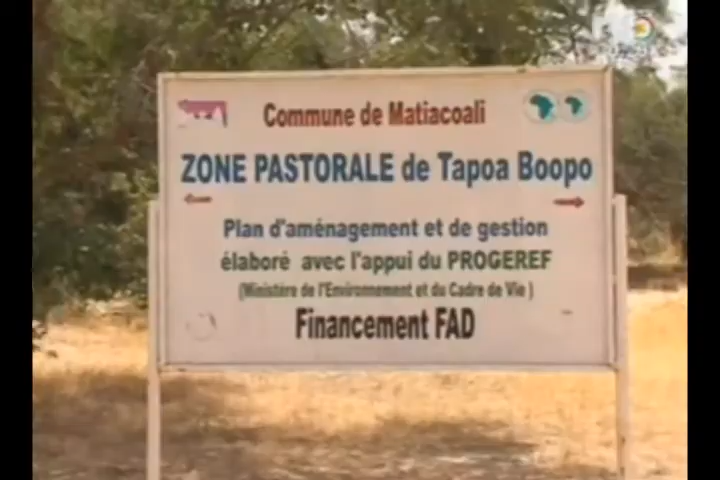 Commune de Matiacoali
ZONE PASTORALE de Tapoa Boopo
Plan d'aménagement et de gestion
élaboré avec l'appui du PROGEREF
(Ministère de l'Environnement et du Cadre de Vie)
Financement FAD